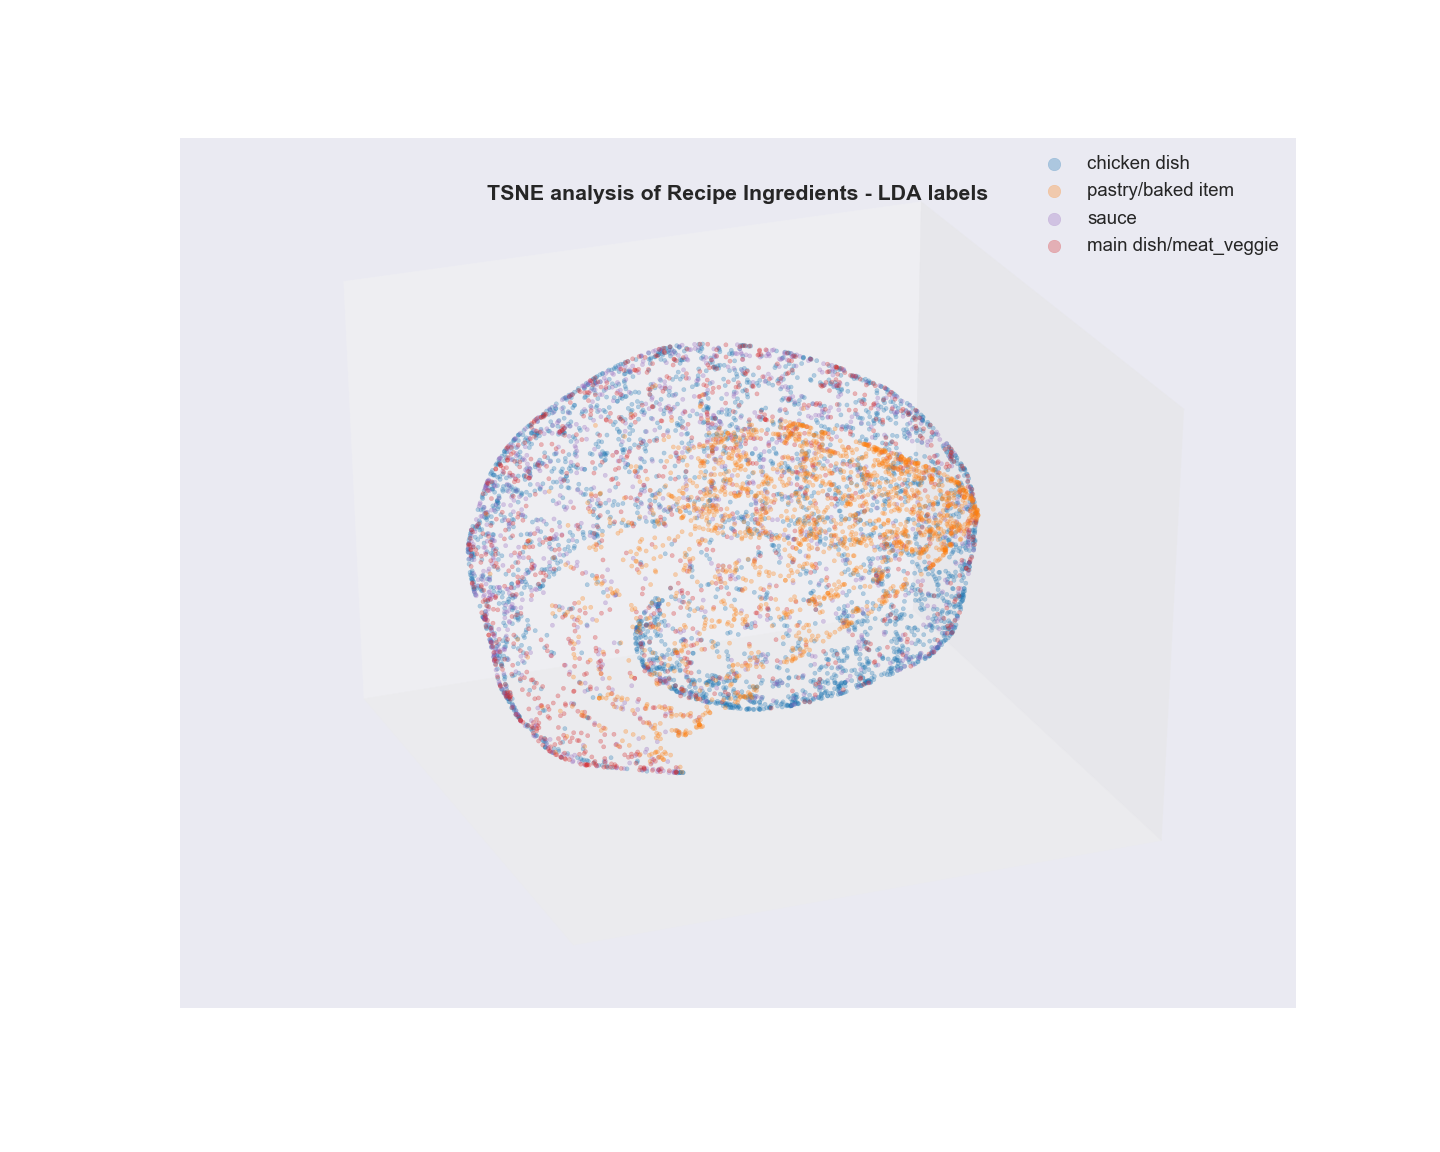 TSNE analysis of Recipe Ingredients - LDA labels
chicken dish
pastry/baked item
sauce
main dish/meat_veggie